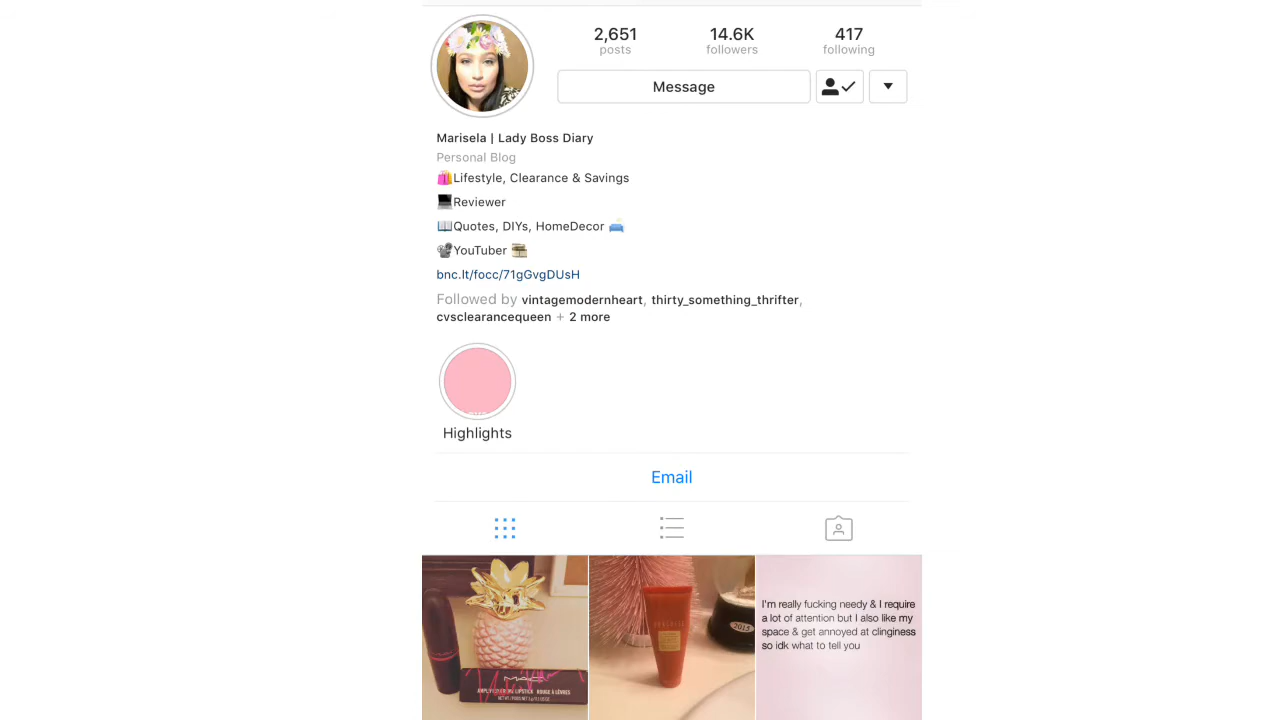 2,651 14.6K 417
posts followers following
Message
Marisela | Lady Boss Diary
Personal Blog
Lifestyle, Clearance & Savings
Reviewer
Quotes, DIYs, HomeDecor
YouTuber
bnc.lt/focc/71gGvgDUsH
Followed by vintagemodernheart, thirty_something_thrifter,
cvsclearancequeen + 2 more
Highlights
Email
MAC
2015
I'm really fucking needy & I require
a lot of attention but I also like my
space & get annoyed at clinginess
so idk what to tell you